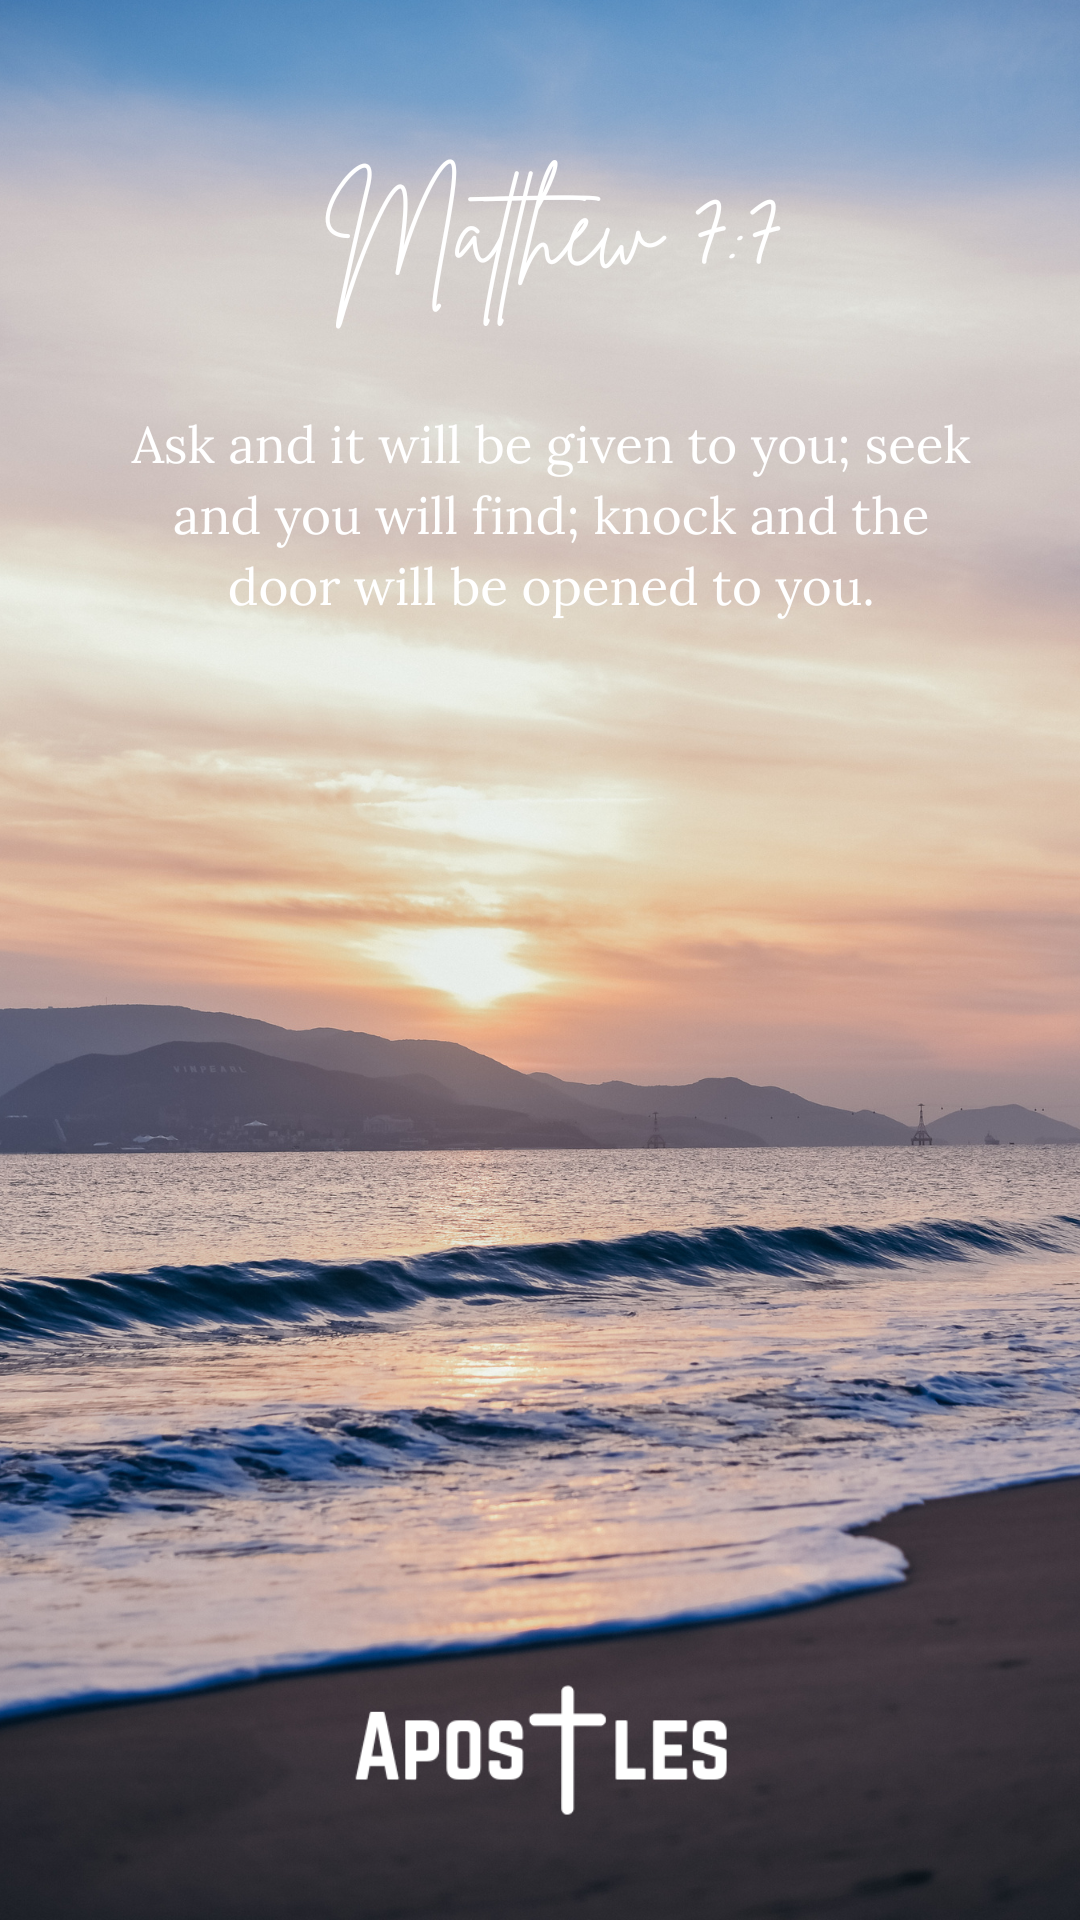 Matthew 7:7
Ask and it will be given to you; seek
and you will find; knock and the
door will be opened to you.
VINPEARL
APOSTLES